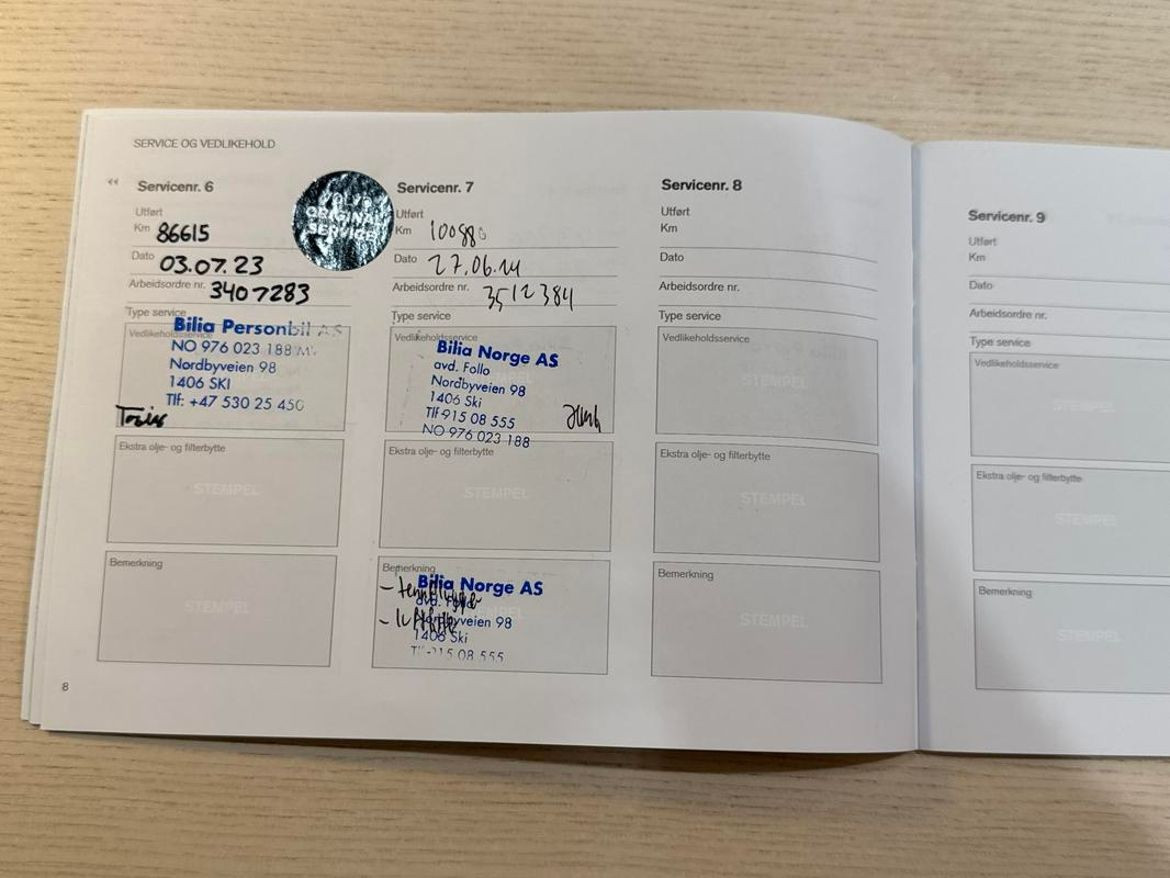 SERVICE OG VEDLIKEHOLD
Servicenr. 6
Utført
Km 86615
Dato 03.07.23
Arbeidsordre nr. 3407283
Type service
Vedlikeholdsservice
Bilia Personbil AS
NO 976 023 188
Nordbyveien 98
1406 SKI
Tlf: +47 530 25 450
Ekstra olje- og filterbytte
STEMPEL
Bemerkning
STEMPEL
ORIGINAL
SERVICE
Servicenr. 7
Utført
Km 100880
Dato 27.06.24
Arbeidsordre nr. 3512384
Type service
Vedlikeholdsservice
Bilia Norge AS
avd. Follo
Nordbyveien 98
1406 Ski
Tlf 915 08 555
NO 976 023 188
Ekstra olje- og filterbytte
STEMPEL
Bemerkning
Bilia Norge AS
avd. Follo
Nordbyveien 98
1406 Ski
915 08 555
Servicenr. 8
Utført
Km
Dato
Arbeidsordre nr.
Type service
Vedlikeholdsservice
STEMPEL
Ekstra olje- og filterbytte
STEMPEL
Bemerkning
STEMPEL
Servicenr. 9
Utført
Km
Dato
Arbeidsordre nr.
Type service
Vedlikeholdsservice
STEMPEL
Ekstra olje- og filterbytte
STEMPEL
Bemerkning
STEMPEL
8